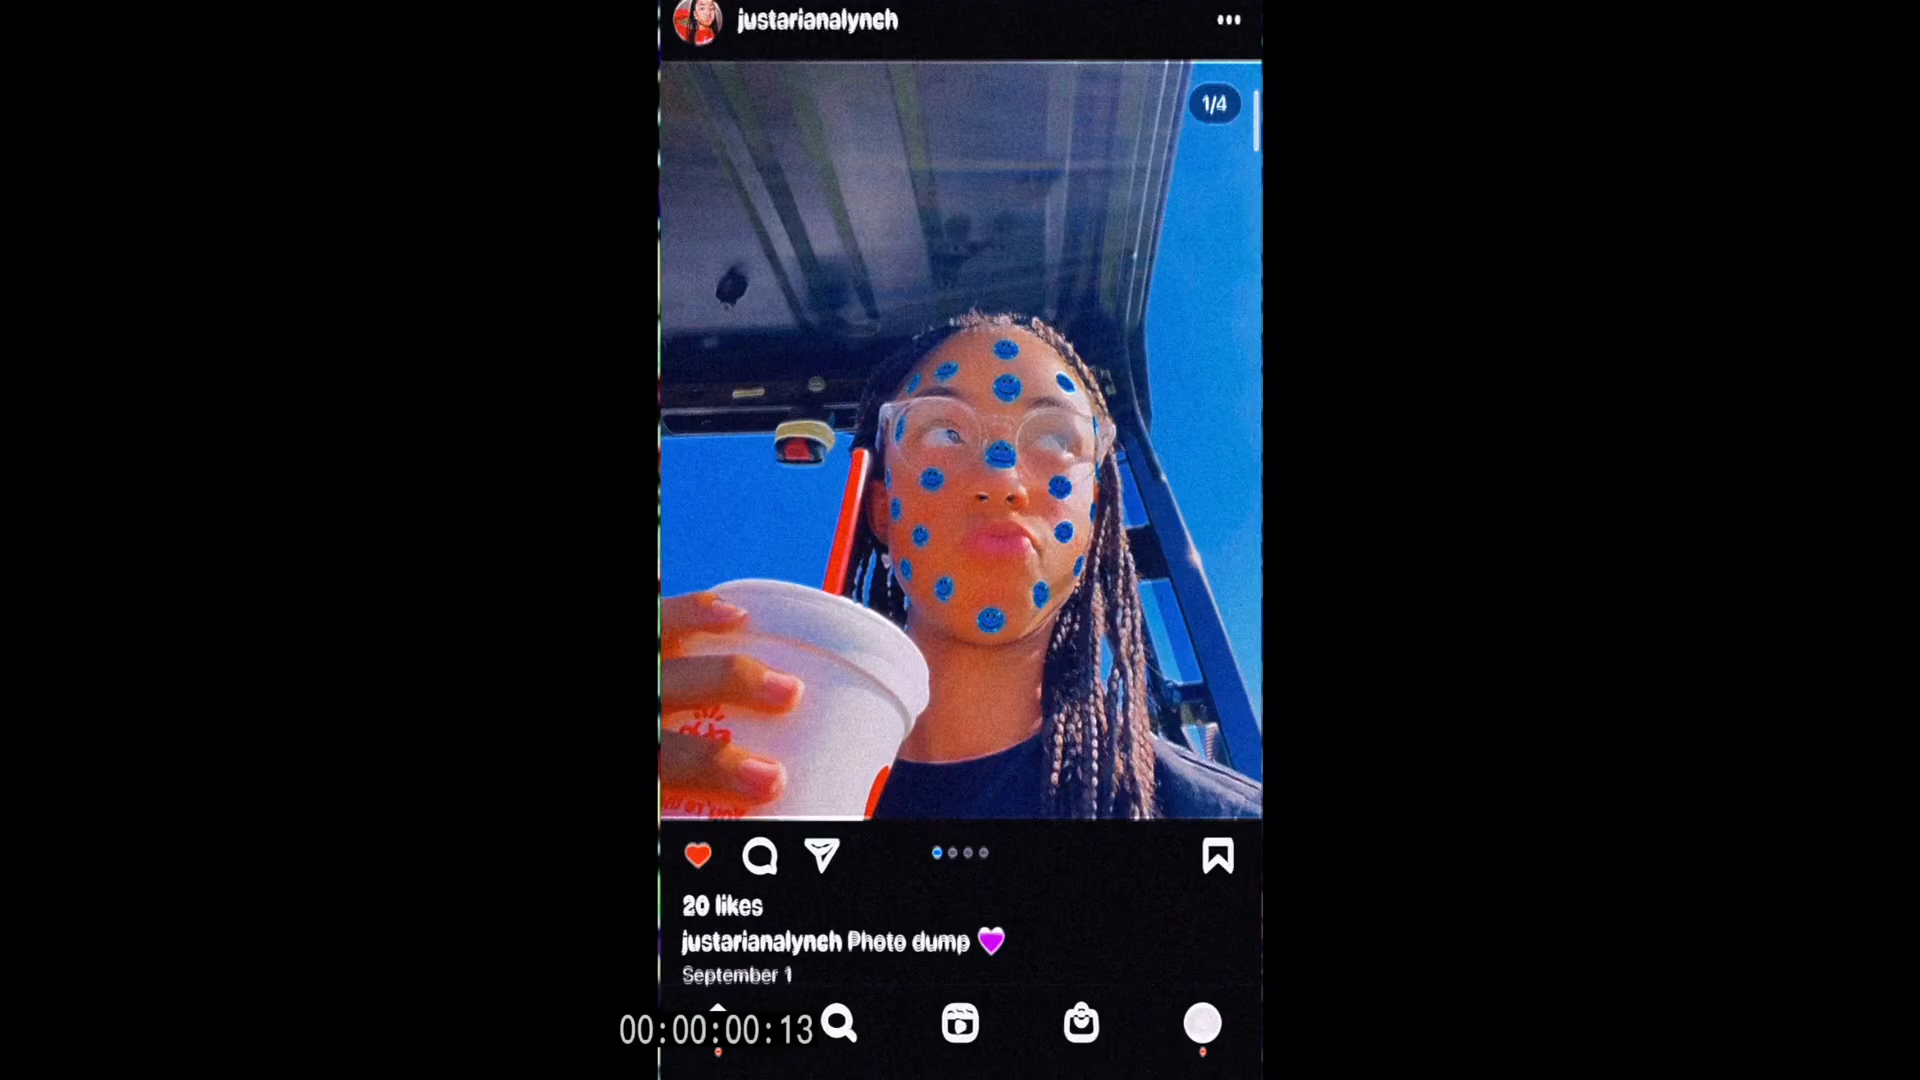 justarianalynch
1/4
20 likes
justarianalynch Photo dump 💜
September 1
00:00:00:13